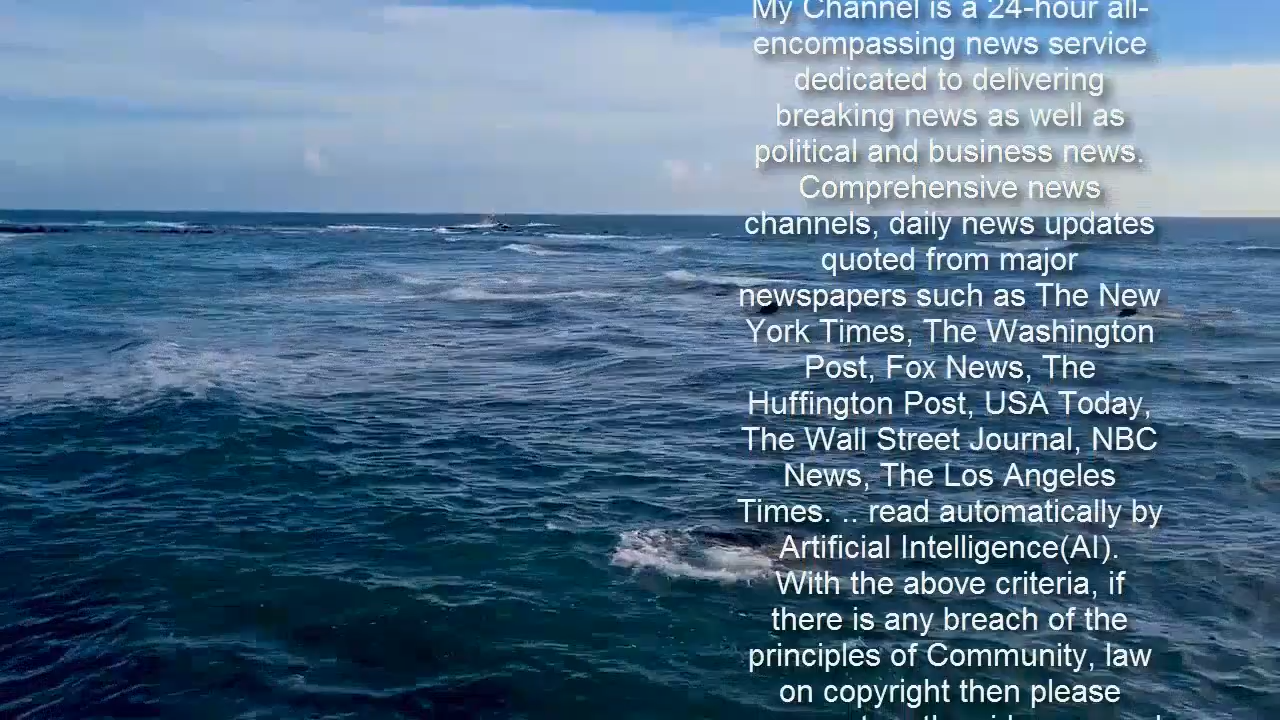 My Channel is a 24-hour all-
encompassing news service
dedicated to delivering
breaking news as well as
political and business news.
Comprehensive news
channels, daily news updates
quoted from major
newspapers such as The New
York Times, The Washington
Post, Fox News, The
Huffington Post, USA Today,
The Wall Street Journal, NBC
News, The Los Angeles
Times. .. read automatically by
Artificial Intelligence(AI).
With the above criteria, if
there is any breach of the
principles of Community, law
on copyright then please